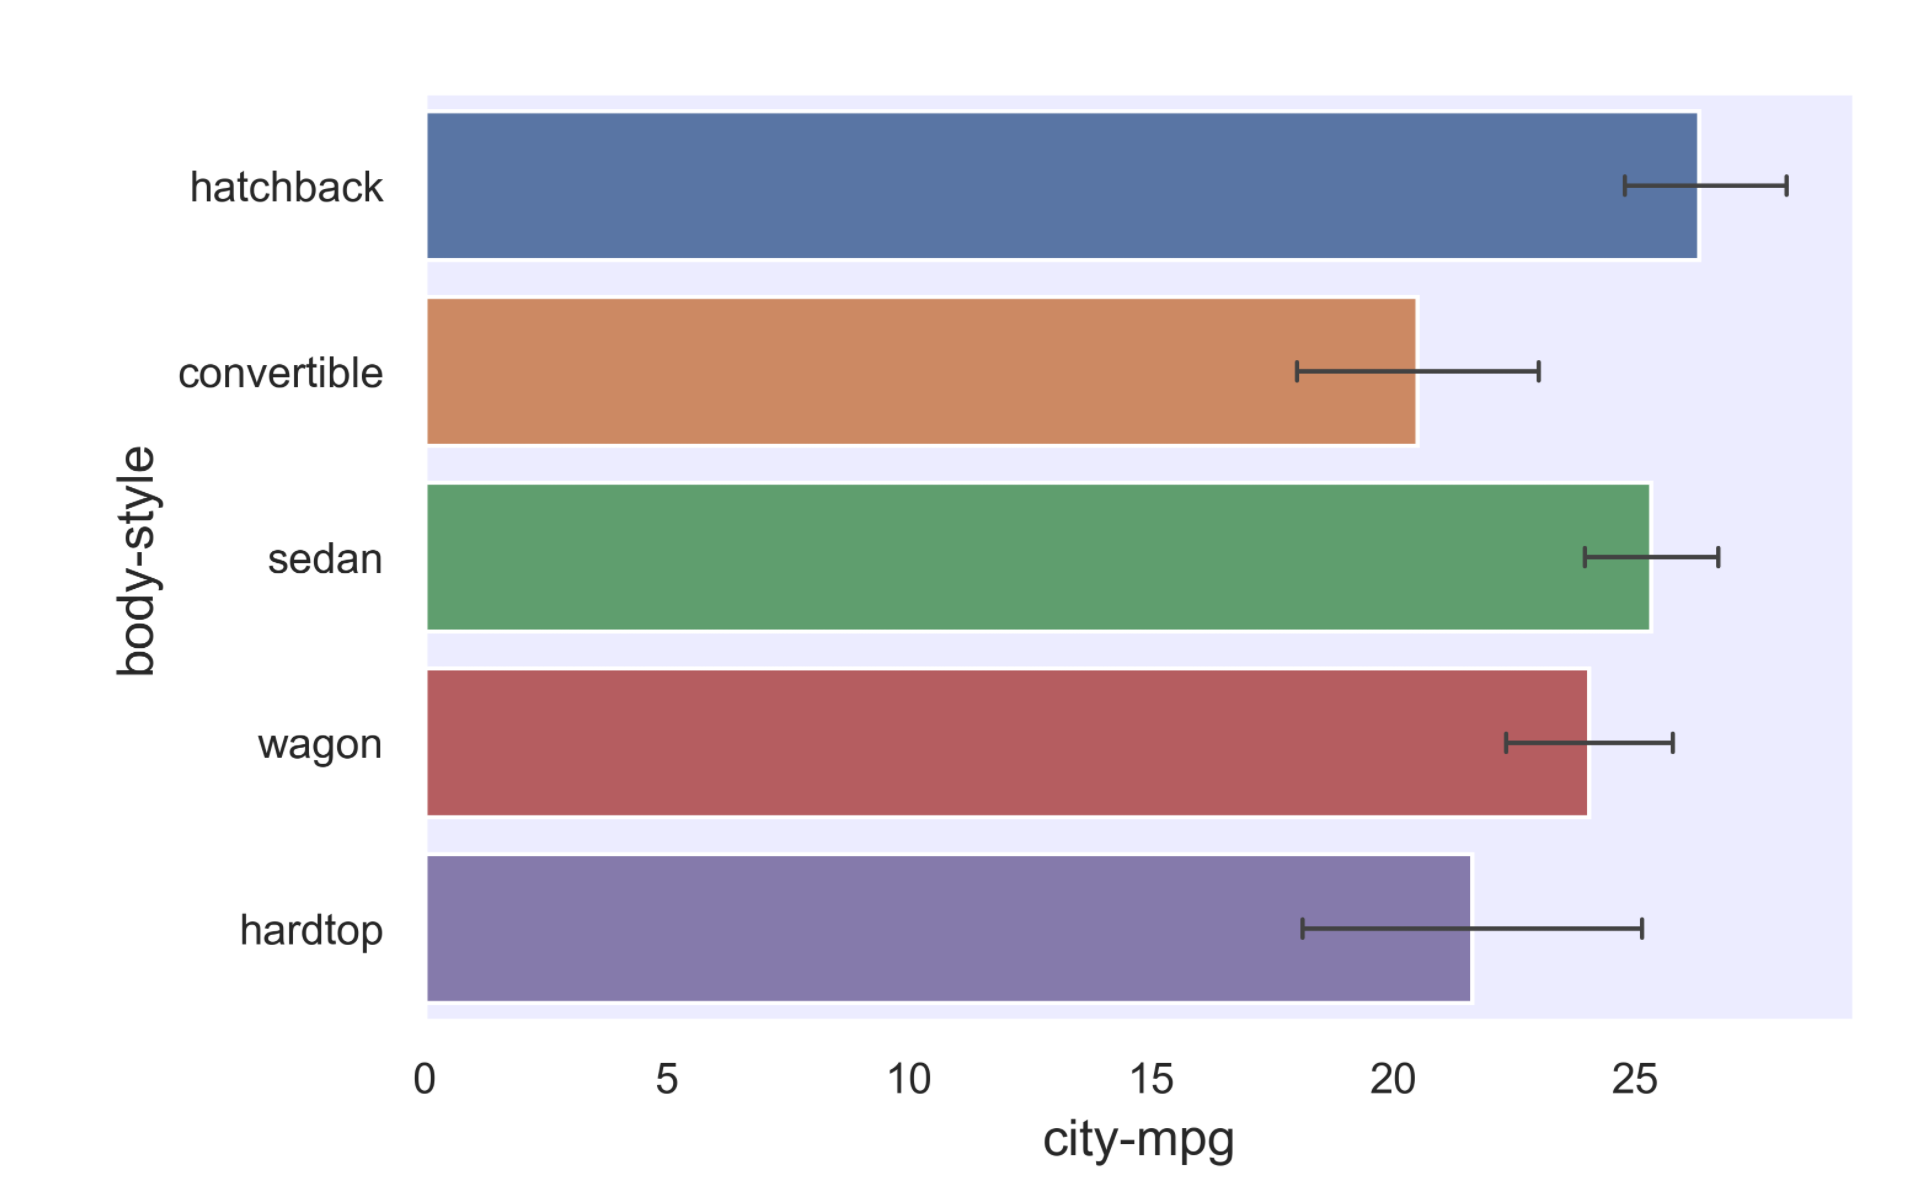 hatchback
convertible
sedan
wagon
hardtop
body-style
0 5 10 15 20 25
city-mpg